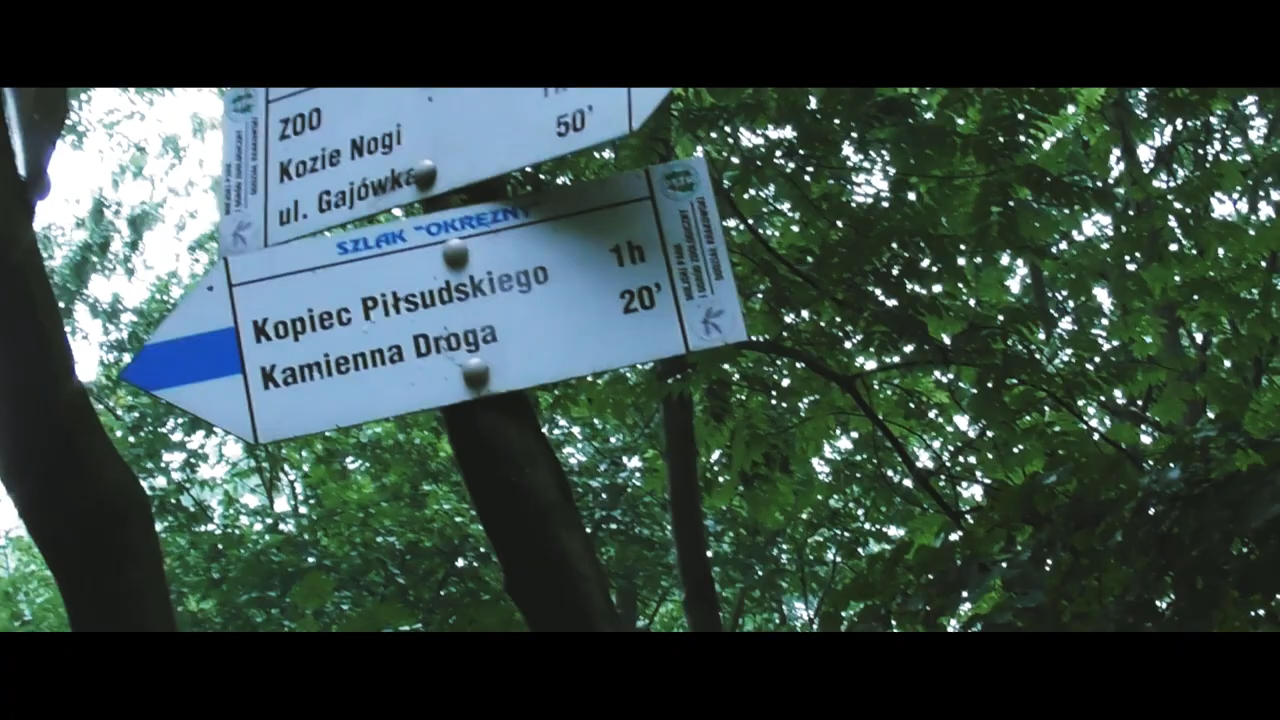 ZOO
Kozie Nogi 50'
ul. Gajówka
SZLAK "OKRĘŻNY
Kopiec Piłsudskiego 1h
Kamienna Droga 20'